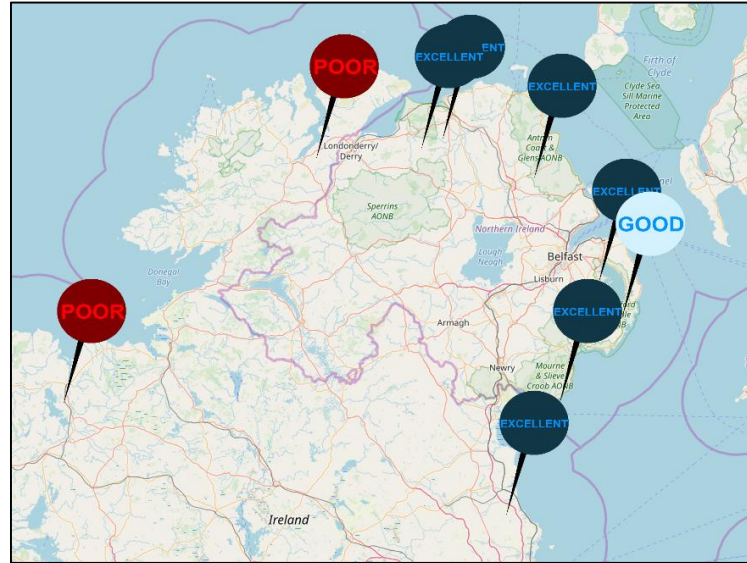 POOR
EXCELLENT
ENT
EXCELLENT
Firth of
Clyde
Clyde Sea
Sill Marine
Protected
Area
Londonderry/
Derry
Antrim
Coast &
Glens AONB
Sperrins
AONB
EXCELLENT
Northern Ireland
GOOD
Donegal
Bay
Lough
Neagh
Belfast
Lisburn
POOR
EXCELLENT
Armagh
Newry
Mourne
& Slieve
Croob AONB
EXCELLENT
Ireland